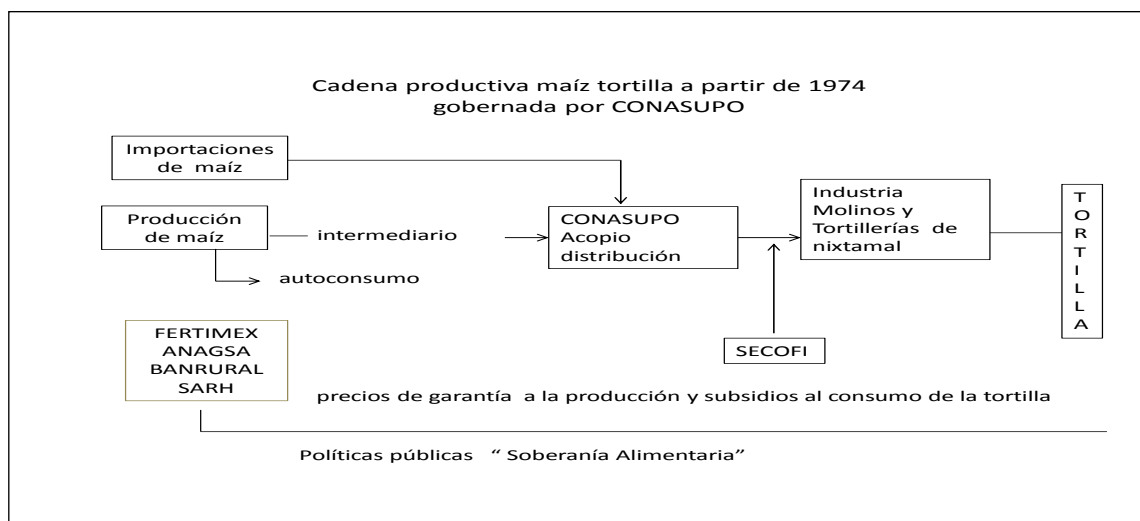 Cadena productiva maíz tortilla a partir de 1974
gobernada por CONASUPO
Importaciones
de maíz
Producción
de maíz
intermediario
autoconsumo
CONASUPO
Acopio
distribución
Industria
Molinos y
Tortillerías de
nixtamal
TORTILLA
SECOFI
FERTIMEX
ANAGSA
BANRURAL
SARH
precios de garantía a la producción y subsidios al consumo de la tortilla
Políticas públicas “ Soberanía Alimentaria”